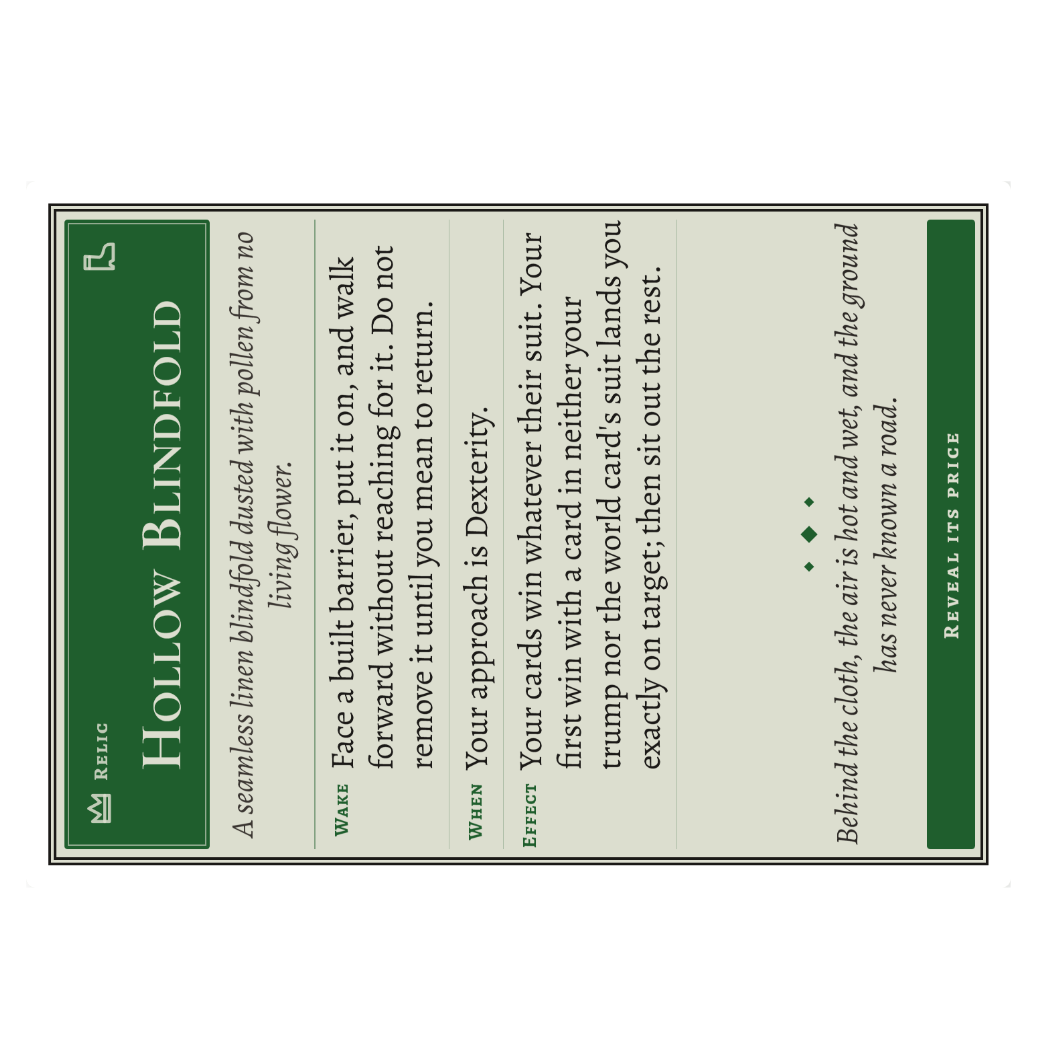 Relic
Hollow Blindfold
A seamless linen blindfold dusted with pollen from no
living flower.
Wake Face a built barrier, put it on, and walk
forward without reaching for it. Do not
remove it until you mean to return.
When Your approach is Dexterity.
Effect Your cards win whatever their suit. Your
first win with a card in neither your
trump nor the world card's suit lands you
exactly on target; then sit out the rest.
Behind the cloth, the air is hot and wet, and the ground
has never known a road.
Reveal its price